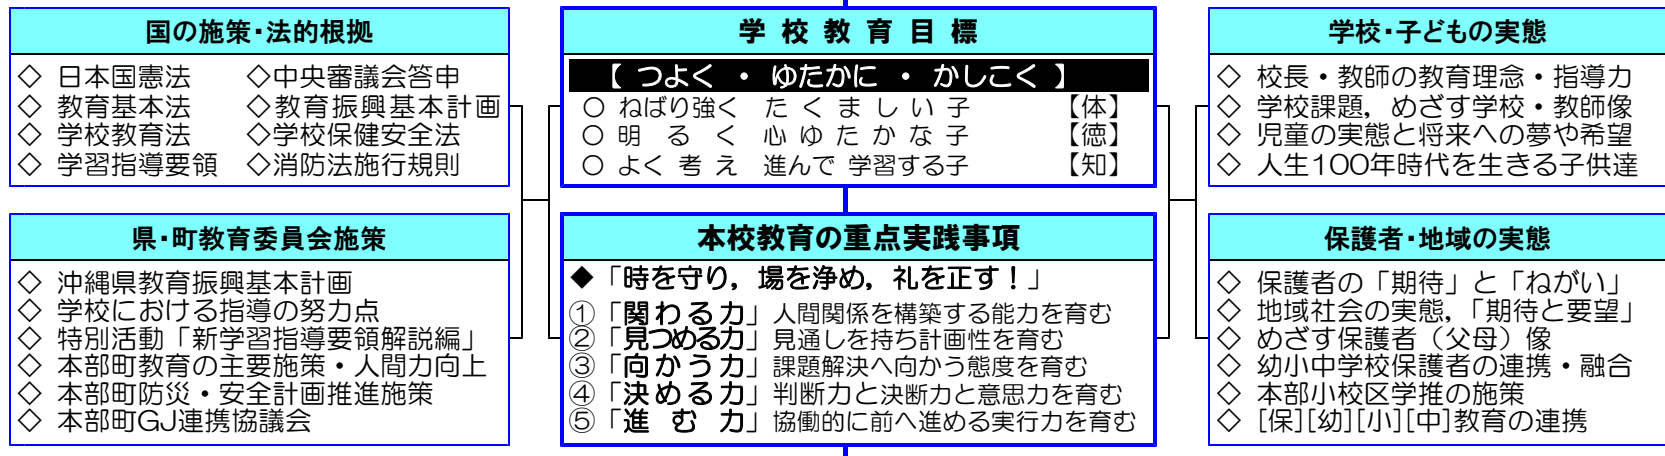 国の施策・法的根拠
◇ 日本国憲法 ◇中央審議会答申
◇ 教育基本法 ◇教育振興基本計画
◇ 学校教育法 ◇学校保健安全法
◇ 学習指導要領 ◇消防法施行規則
県・町教育委員会施策
◇ 沖縄県教育振興基本計画
◇ 学校における指導の努力点
◇ 特別活動「新学習指導要領解説編」
◇ 本部町教育の主要施策・人間力向上
◇ 本部町防災・安全計画推進施策
◇ 本部町GJ連携協議会
学校教育目標
【 つよく ・ ゆたかに ・ かしこく 】
○ ねばり強く たくましい子 【体】
○ 明るく 心ゆたかな子 【徳】
○ よく考え 進んで学習する子 【知】
本校教育の重点実践事項
◆「時を守り，場を浄め，礼を正す！」
①「関わる力」人間関係を構築する能力を育む
②「見つめる力」見通しを持ち計画性を育む
③「向かう力」課題解決へ向かう態度を育む
④「決める力」判断力と決断力と意思力を育む
⑤「進む力」協働的に前へ進める実行力を育む
学校・子どもの実態
◇ 校長・教師の教育理念・指導力
◇ 学校課題，めざす学校・教師像
◇ 児童の実態と将来への夢や希望
◇ 人生100年時代を生きる子供達
保護者・地域の実態
◇ 保護者の「期待」と「ねがい」
◇ 地域社会の実態，「期待と要望」
◇ めざす保護者（父母）像
◇ 幼小中学校保護者の連携・融合
◇ 本部小校区学推の施策
◇ [保][幼][小][中]教育の連携